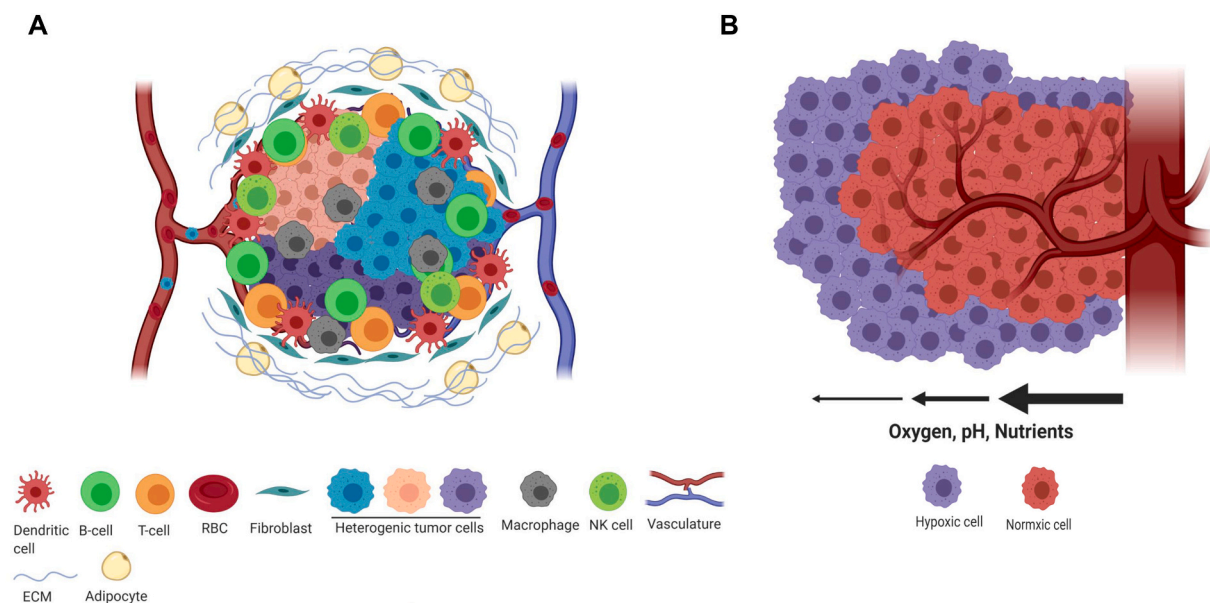 A
B
Oxygen, pH, Nutrients
Dendritic
cell
B-cell
T-cell
RBC
Fibroblast
Heterogenic tumor cells
Macrophage
NK cell
Vasculature
Hypoxic cell
Normxic cell
ECM
Adipocyte